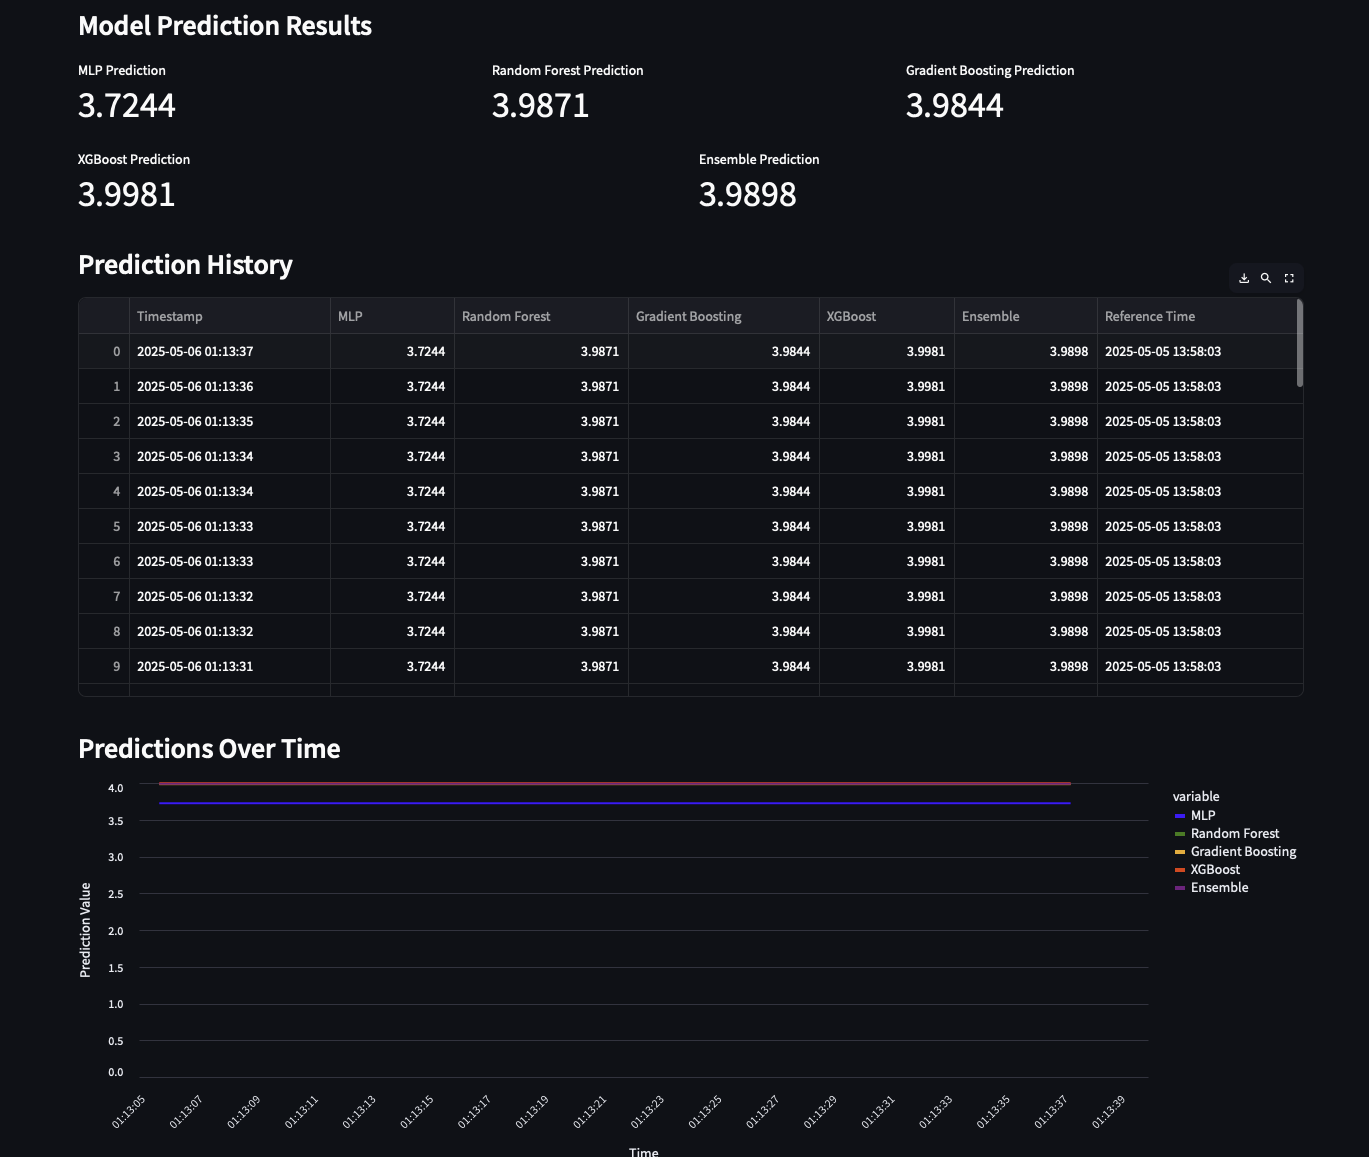 Model Prediction Results
MLP Prediction Random Forest Prediction Gradient Boosting Prediction
3.7244 3.9871 3.9844
XGBoost Prediction Ensemble Prediction
3.9981 3.9898
Prediction History
Timestamp MLP Random Forest Gradient Boosting XGBoost Ensemble Reference Time
0 2025-05-06 01:13:37 3.7244 3.9871 3.9844 3.9981 3.9898 2025-05-05 13:58:03
1 2025-05-06 01:13:36 3.7244 3.9871 3.9844 3.9981 3.9898 2025-05-05 13:58:03
2 2025-05-06 01:13:35 3.7244 3.9871 3.9844 3.9981 3.9898 2025-05-05 13:58:03
3 2025-05-06 01:13:34 3.7244 3.9871 3.9844 3.9981 3.9898 2025-05-05 13:58:03
4 2025-05-06 01:13:34 3.7244 3.9871 3.9844 3.9981 3.9898 2025-05-05 13:58:03
5 2025-05-06 01:13:33 3.7244 3.9871 3.9844 3.9981 3.9898 2025-05-05 13:58:03
6 2025-05-06 01:13:33 3.7244 3.9871 3.9844 3.9981 3.9898 2025-05-05 13:58:03
7 2025-05-06 01:13:32 3.7244 3.9871 3.9844 3.9981 3.9898 2025-05-05 13:58:03
8 2025-05-06 01:13:32 3.7244 3.9871 3.9844 3.9981 3.9898 2025-05-05 13:58:03
9 2025-05-06 01:13:31 3.7244 3.9871 3.9844 3.9981 3.9898 2025-05-05 13:58:03
Predictions Over Time
Prediction Value
4.0
3.5
3.0
2.5
2.0
1.5
1.0
0.5
0.0
01:13:05 01:13:07 01:13:09 01:13:11 01:13:13 01:13:15 01:13:17 01:13:19 01:13:21 01:13:23 01:13:25 01:13:27 01:13:29 01:13:31 01:13:33 01:13:35 01:13:37 01:13:39
Time
variable
MLP
Random Forest
Gradient Boosting
XGBoost
Ensemble